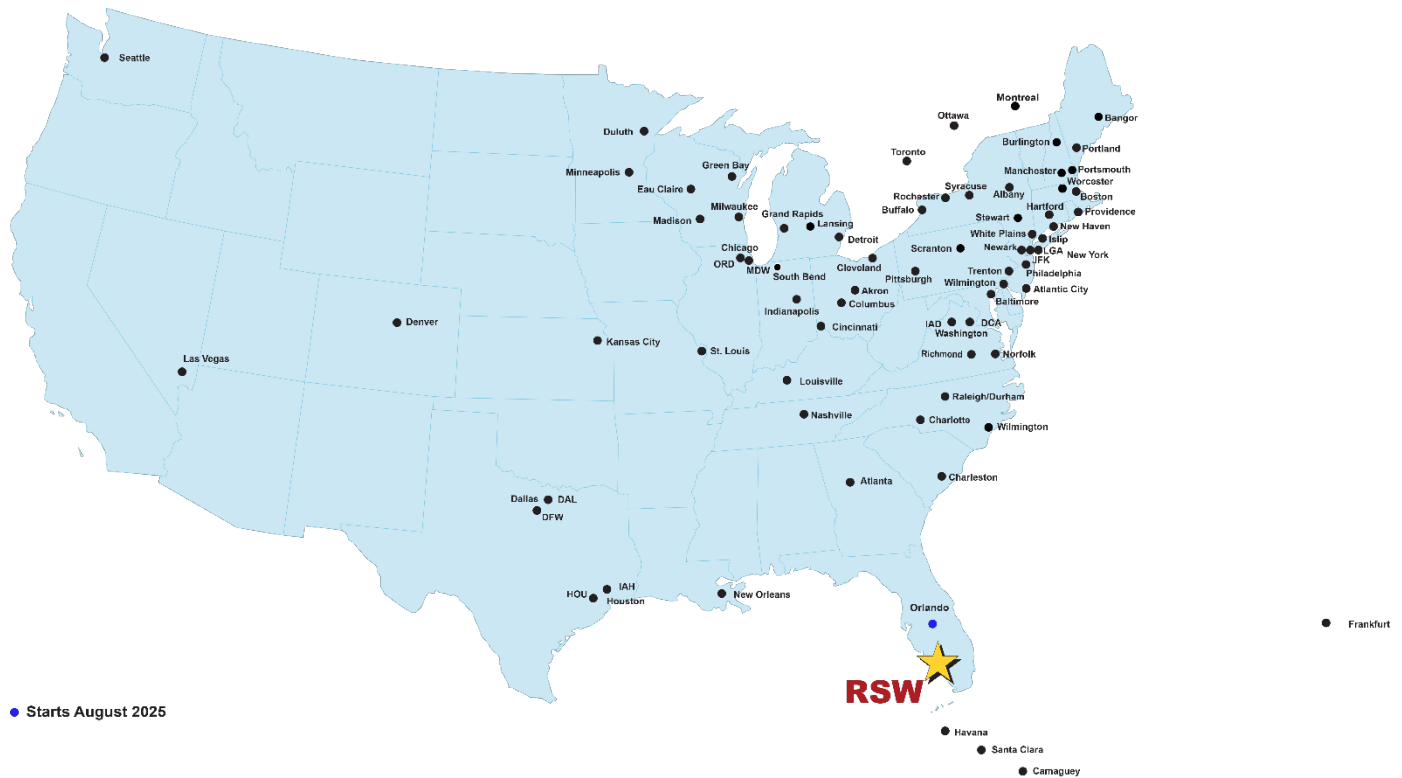 Seattle
Montreal
Ottawa
Bangor
Duluth
Burlington
Portland
Toronto
Green Bay
Minneapolis
Manchester
Portsmouth
Worcester
Eau Claire
Syracuse
Rochester
Albany
Boston
Milwaukee
Grand Rapids
Lansing
Buffalo
Hartford
Providence
Madison
Stewart
New Haven
White Plains
Islip
Detroit
Chicago
Scranton
Newark
LGA
New York
JFK
ORD
MDW
South Bend
Cleveland
Pittsburgh
Trenton
Philadelphia
Wilmington
Atlantic City
Akron
Baltimore
Columbus
Indianapolis
Denver
Cincinnati
IAD
DCA
Washington
Kansas City
St. Louis
Richmond
Norfolk
Las Vegas
Louisville
Raleigh/Durham
Nashville
Charlotte
Wilmington
Atlanta
Charleston
Dallas
DAL
DFW
IAH
HOU
Houston
New Orleans
Orlando
Frankfurt
RSW
Starts August 2025
Havana
Santa Clara
Camaguey